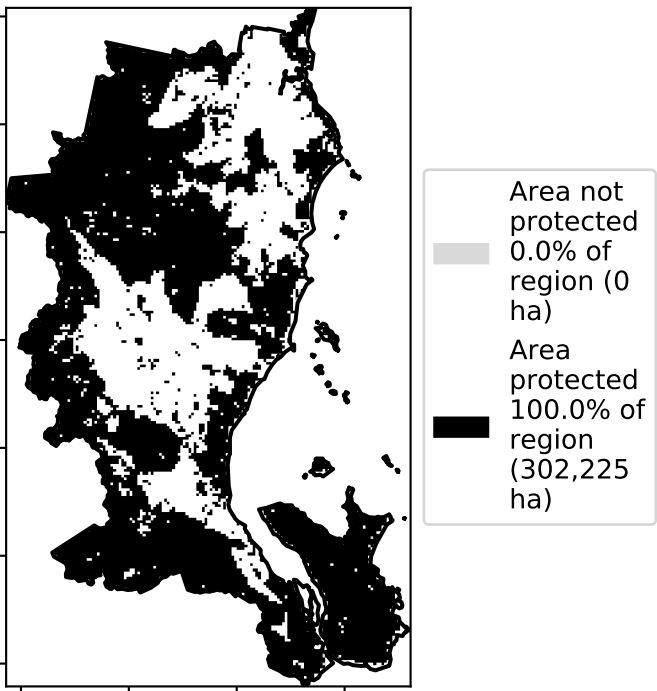 Area not
protected
0.0% of
region (0
ha)
Area
protected
100.0% of
region
(302,225
ha)